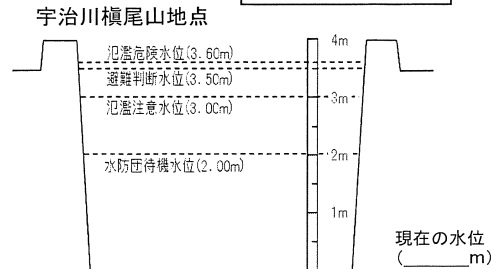 宇治川槇尾山地点
4m
氾濫危険水位(3.60m)
避難判断水位(3.50m)
3m
氾濫注意水位(3.00m)
2m
水防団待機水位(2.00m)
1m
現在の水位
(______m)